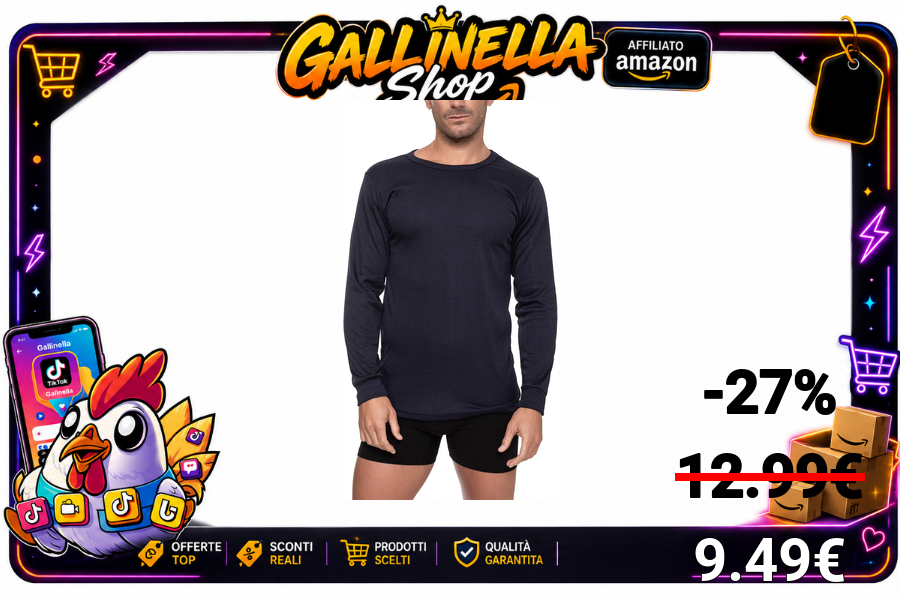 GALLINELLA
Shop
AFFILIATO
amazon
Gallinella
TikTok
Gallinella
-27%
12.99€
9.49€
OFFERTE
TOP
SCONTI
REALI
PRODOTTI
SCELTI
QUALITÀ
GARANTITA